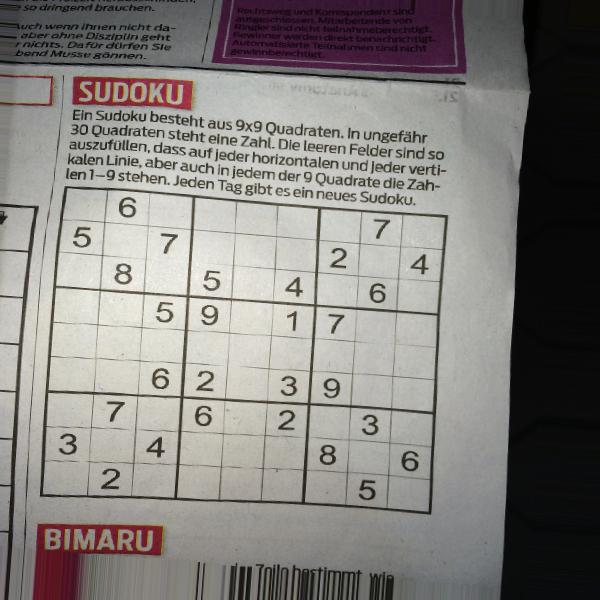 so dringend brauchen.
Auch wenn ihnen nicht da-
aber ohne Disziplin geht
nichts. Dafür dürfen Sie
bend Musse gönnen.
Rechtsweg und Korrespondenz sind
ausgeschlossen. Mitarbeitende von
Ringier sind nicht teilnahmeberechtigt.
Gewinner werden direkt benachrichtigt.
Automatisierte Teilnahmen sind nicht
gewinnberechtigt.
SUDOKU
Ein Sudoku besteht aus 9x9 Quadraten. In ungefähr
30 Quadraten steht eine Zahl. Die leeren Felder sind so
auszufüllen, dass auf jeder horizontalen und jeder verti-
kalen Linie, aber auch in jedem der 9 Quadrate die Zah-
len 1–9 stehen. Jeden Tag gibt es ein neues Sudoku.
6 7
5 7 2 4
8 5 4 6
5 9 1 7
6 2 3 9
7 6 2 3
3 4 8 6
2 5
BIMARU
Zeile bestimmt, wie